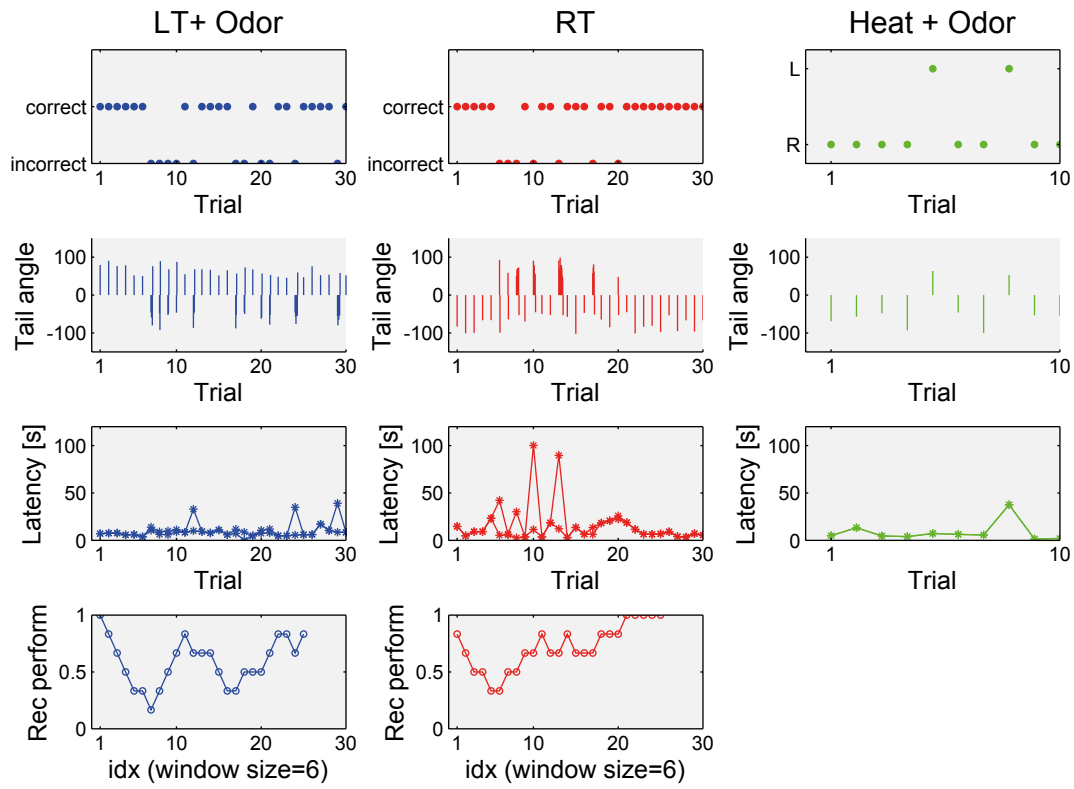 LT+ Odor
RT
Heat + Odor
correct
incorrect
1
10
20
30
Trial
correct
incorrect
1
10
20
30
Trial
L
R
1
10
Trial
Tail angle
100
0
-100
1
10
20
30
Trial
Tail angle
100
0
-100
1
10
20
30
Trial
Tail angle
100
0
-100
1
10
Trial
Latency [s]
100
50
0
1
10
20
30
Trial
Latency [s]
100
50
0
1
10
20
30
Trial
Latency [s]
100
50
0
1
10
Trial
Rec perform
1
0.5
0
1
10
20
30
idx (window size=6)
Rec perform
1
0.5
0
1
10
20
30
idx (window size=6)